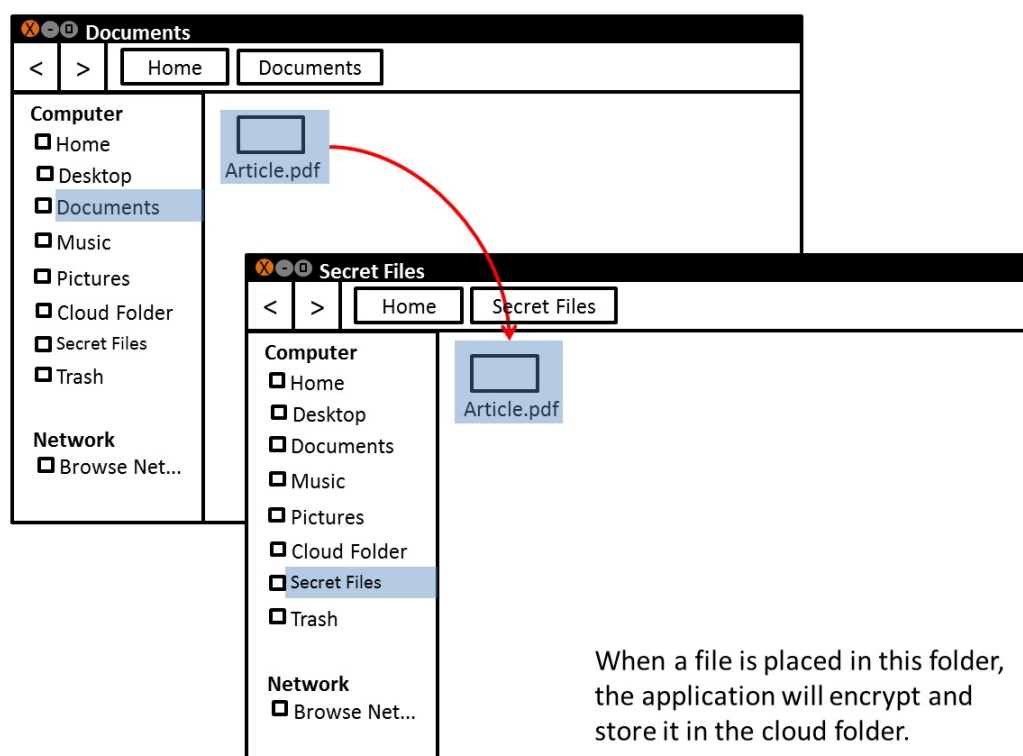 X - Documents
< > Home Documents
Computer
Home
Desktop
Documents
Music
Pictures
Cloud Folder
Secret Files
Trash
Network
Browse Net...
Article.pdf
X - Secret Files
< > Home Secret Files
Computer
Home
Desktop
Documents
Music
Pictures
Cloud Folder
Secret Files
Trash
Network
Browse Net...
Article.pdf
When a file is placed in this folder,
the application will encrypt and
store it in the cloud folder.